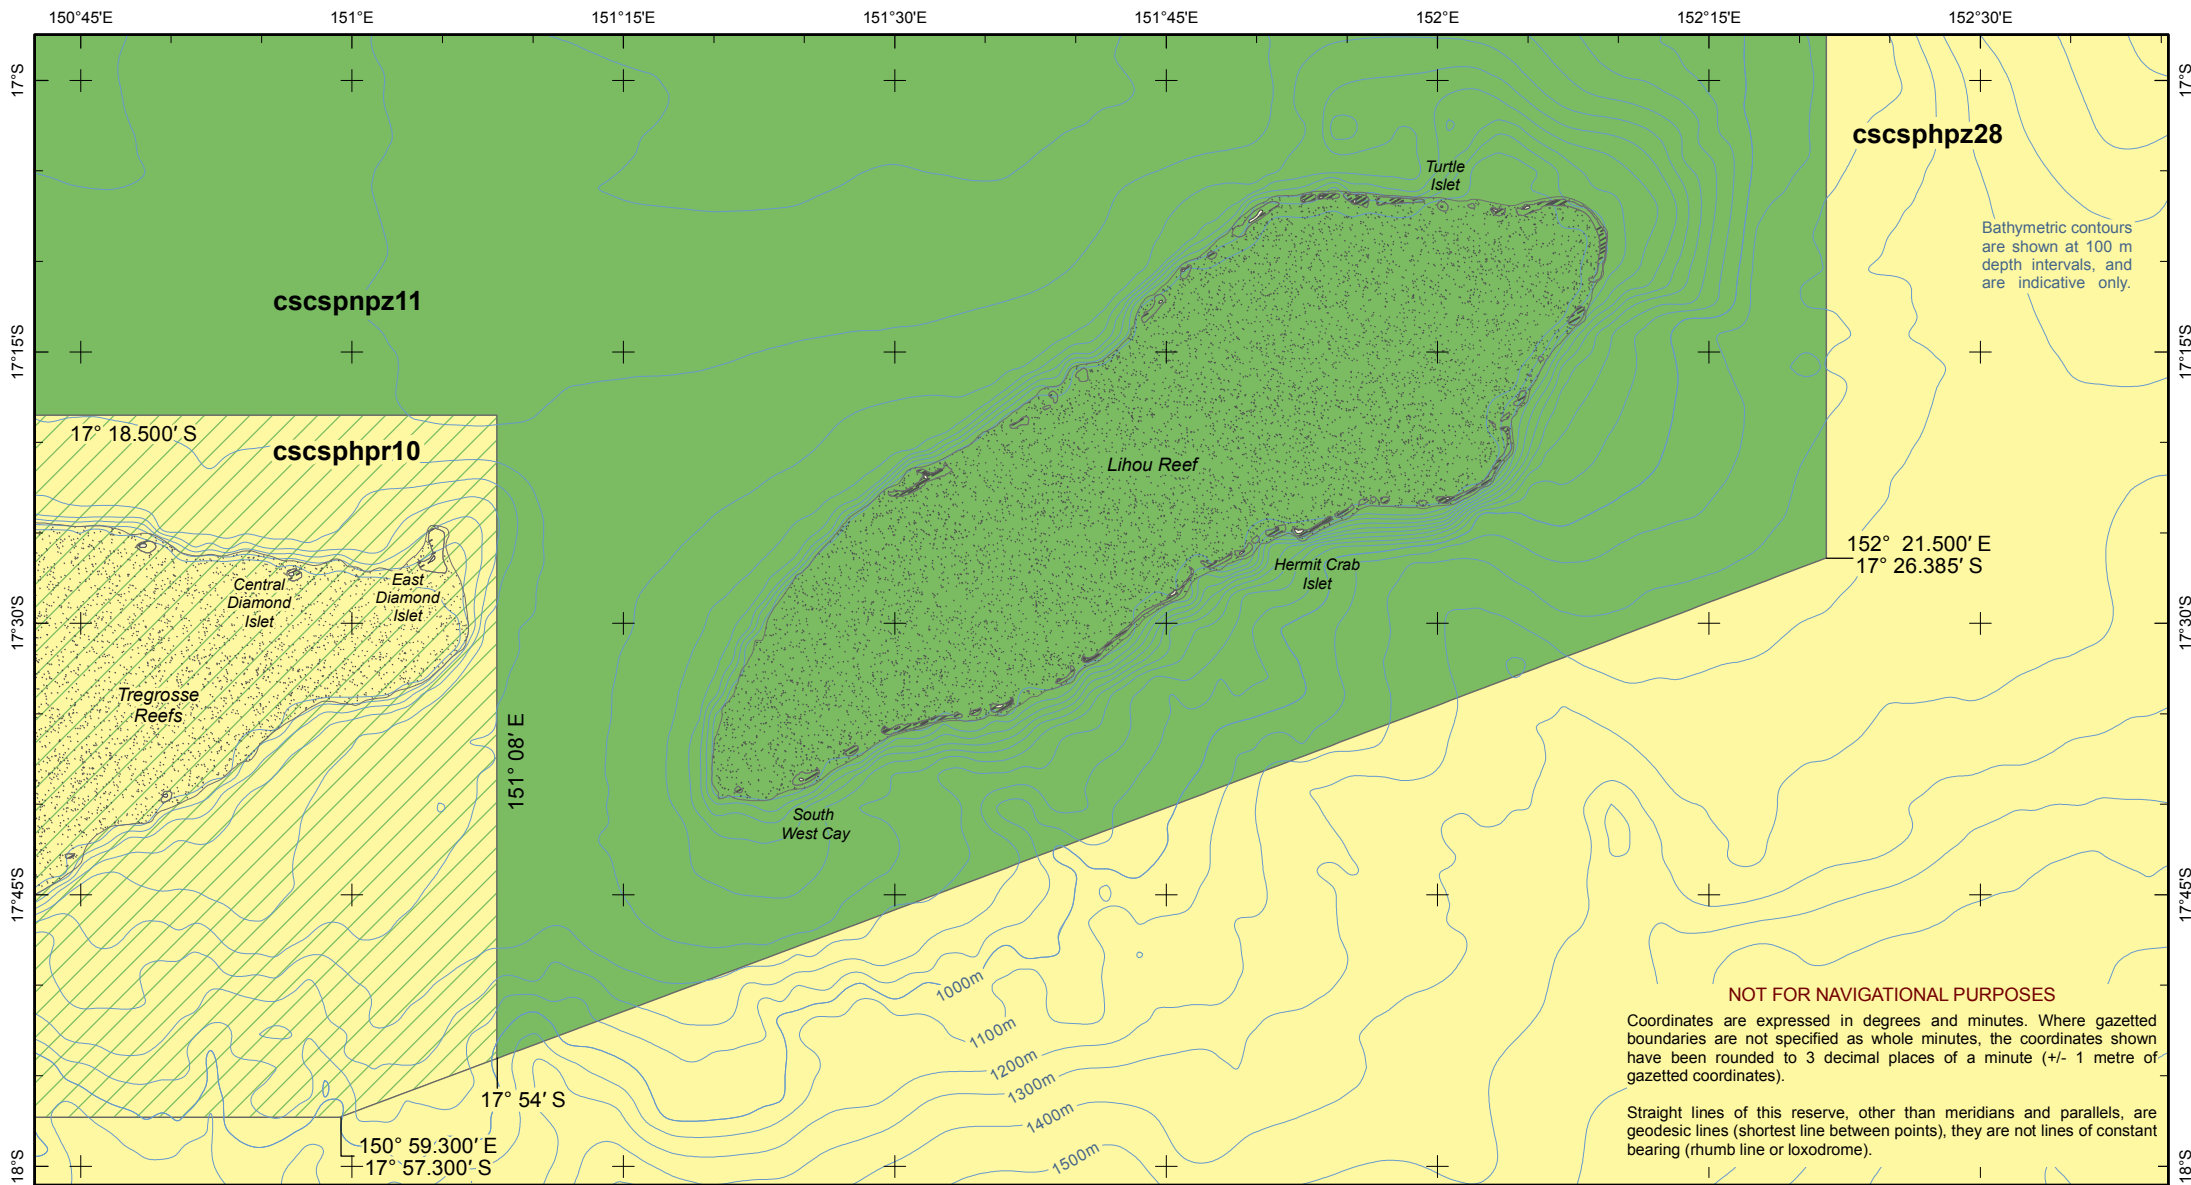 150°45'E
151°E
151°15'E
151°30'E
151°45'E
152°E
152°15'E
152°30'E
17°S
17°S
cscsphpz28
Turtle
Islet
Bathymetric contours
are shown at 100 m
depth intervals, and
are indicative only.
cscspnpz11
17°15'S
17°15'S
17° 18.500' S
cscsphpr10
Lihou Reef
152° 21.500' E
17° 26.385' S
Hermit Crab
Islet
Central
Diamond
Islet
East
Diamond
Islet
17°30'S
17°30'S
Tregrosse
Reefs
151° 08' E
South
West Cay
17°45'S
17°45'S
1000m
1100m
1200m
1300m
1400m
1500m
NOT FOR NAVIGATIONAL PURPOSES
Coordinates are expressed in degrees and minutes. Where gazetted
boundaries are not specified as whole minutes, the coordinates shown
have been rounded to 3 decimal places of a minute (+/- 1 metre of
gazetted coordinates).
Straight lines of this reserve, other than meridians and parallels, are
geodesic lines (shortest line between points), they are not lines of constant
bearing (rhumb line or loxodrome).
17° 54' S
150° 59.300' E
17° 57.300' S
18°S
18°S